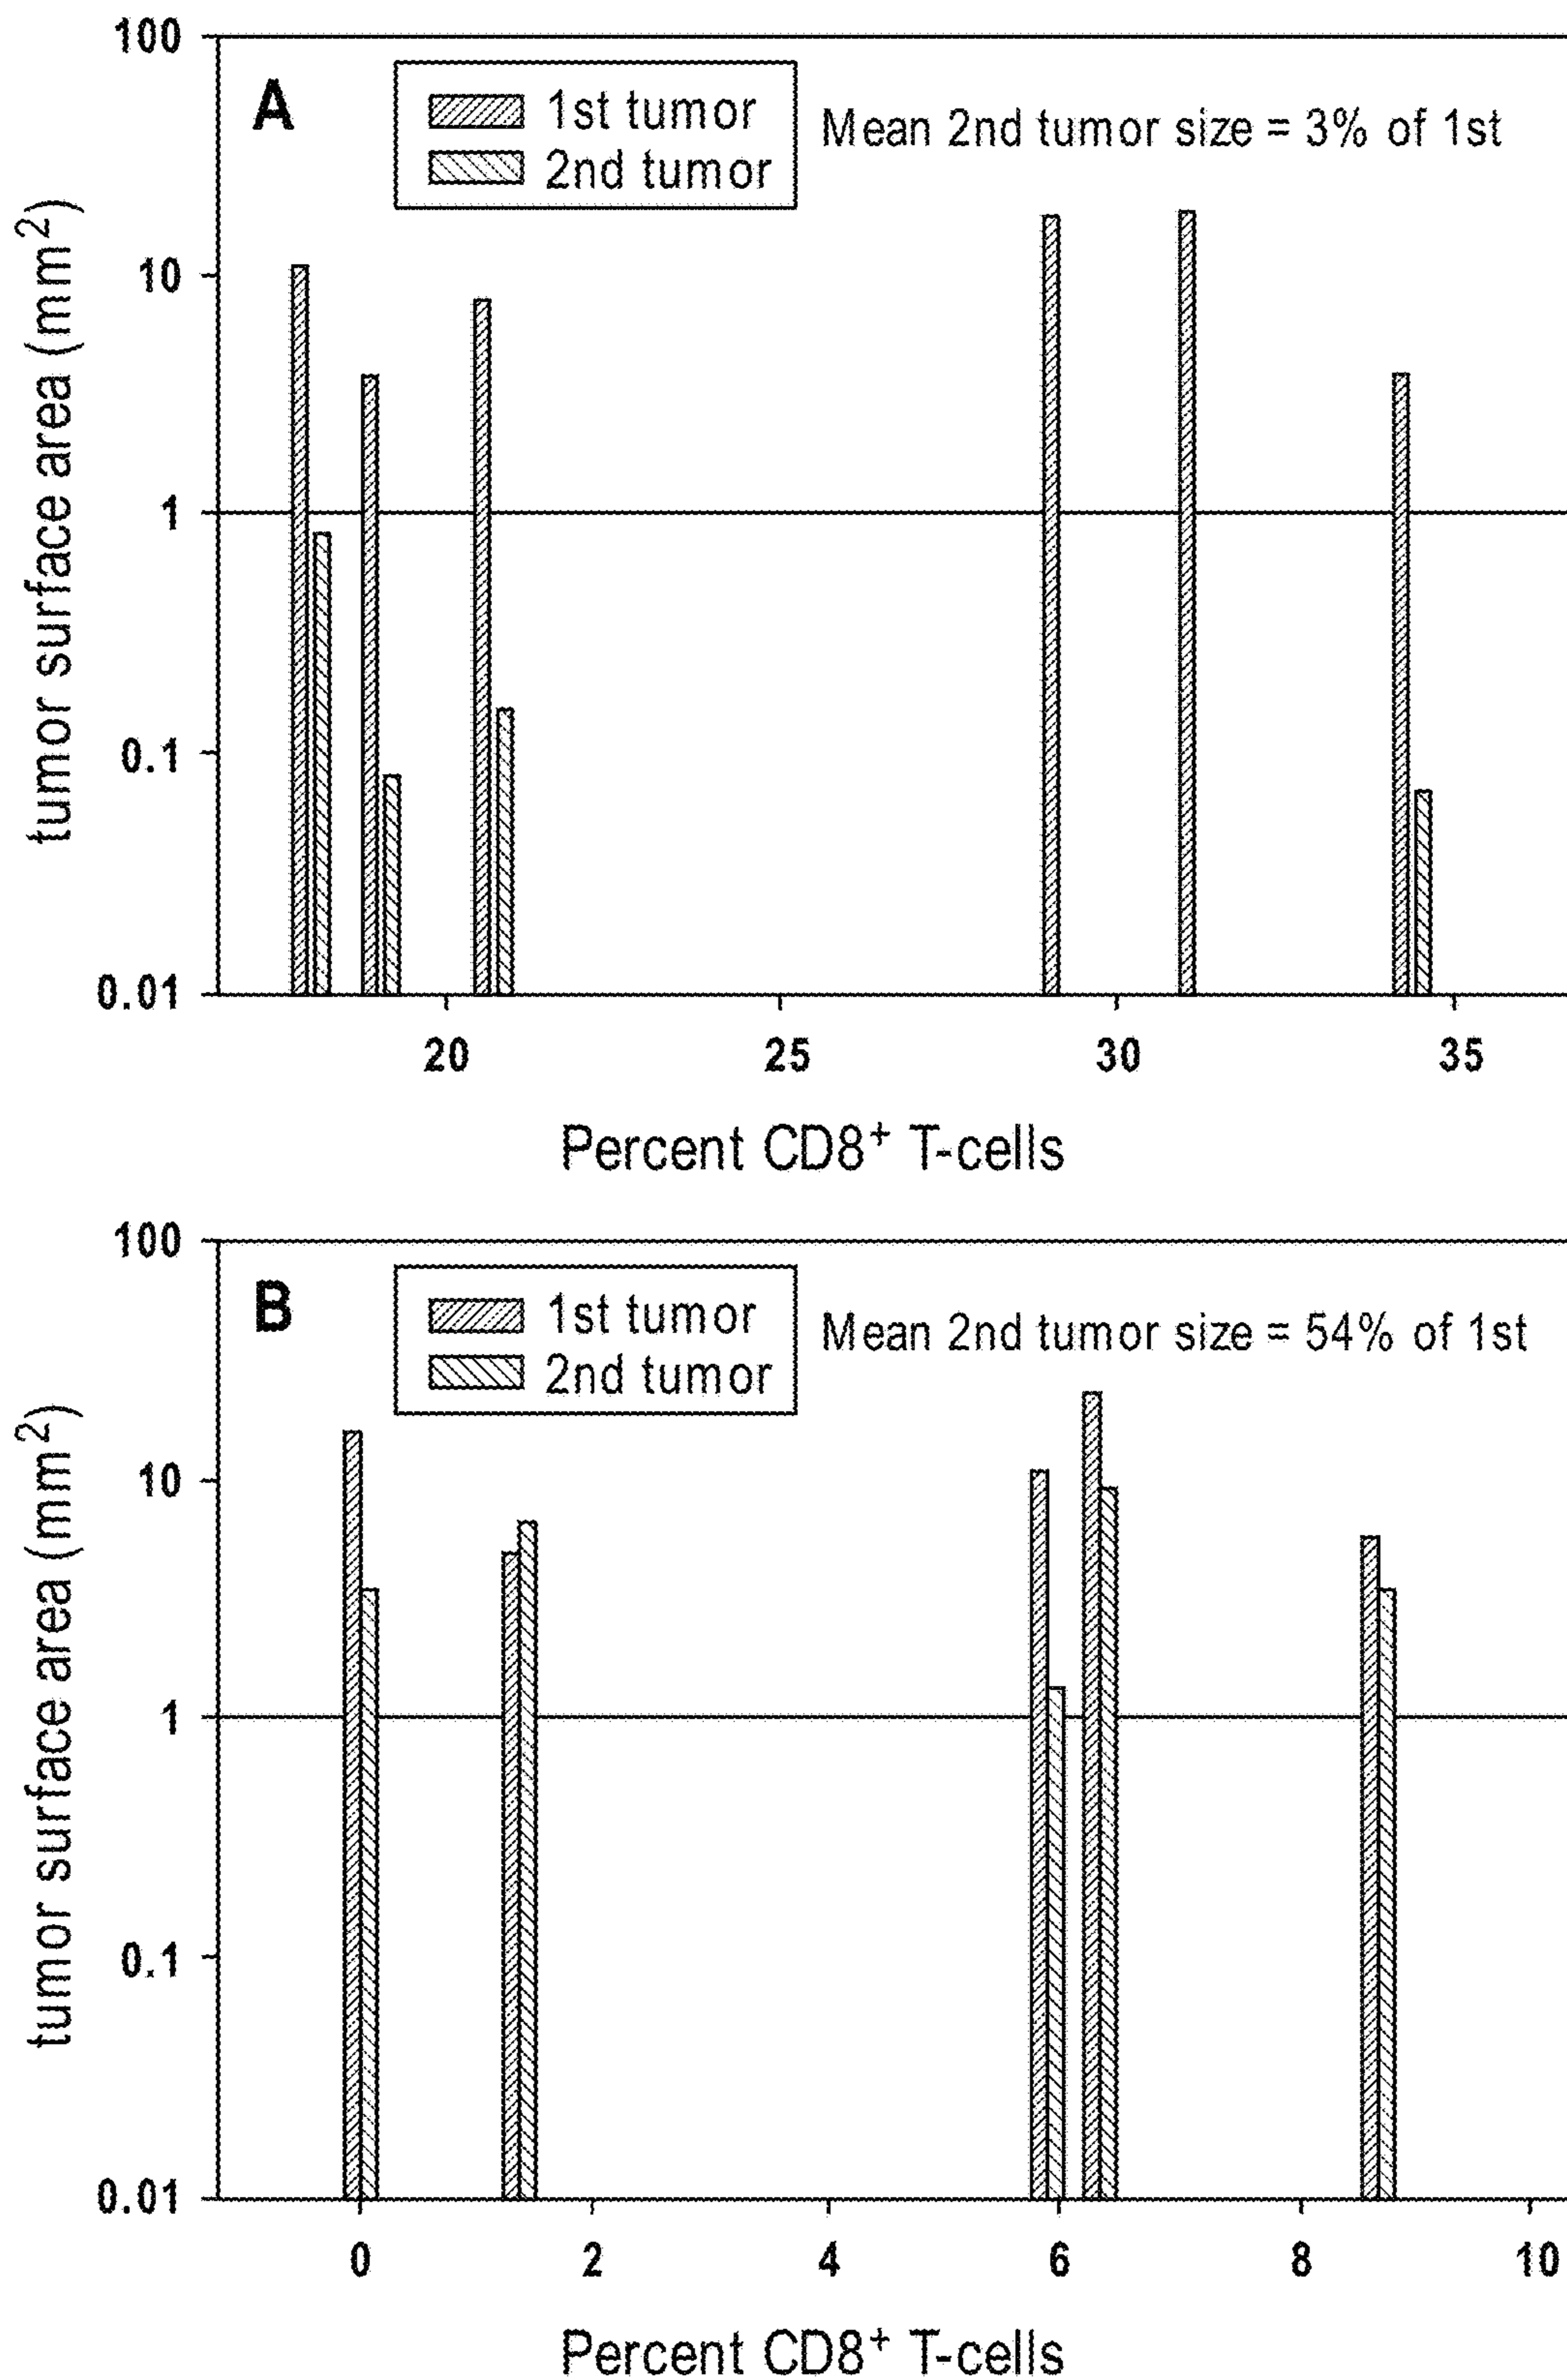 100
A
1st tumor
2nd tumor
Mean 2nd tumor size = 3% of 1st
10
1
0.1
0.01
tumor surface area (mm²)
20 25 30 35
Percent CD8⁺ T-cells
100
B
1st tumor
2nd tumor
Mean 2nd tumor size = 54% of 1st
10
1
0.1
0.01
tumor surface area (mm²)
0 2 4 6 8 10
Percent CD8⁺ T-cells